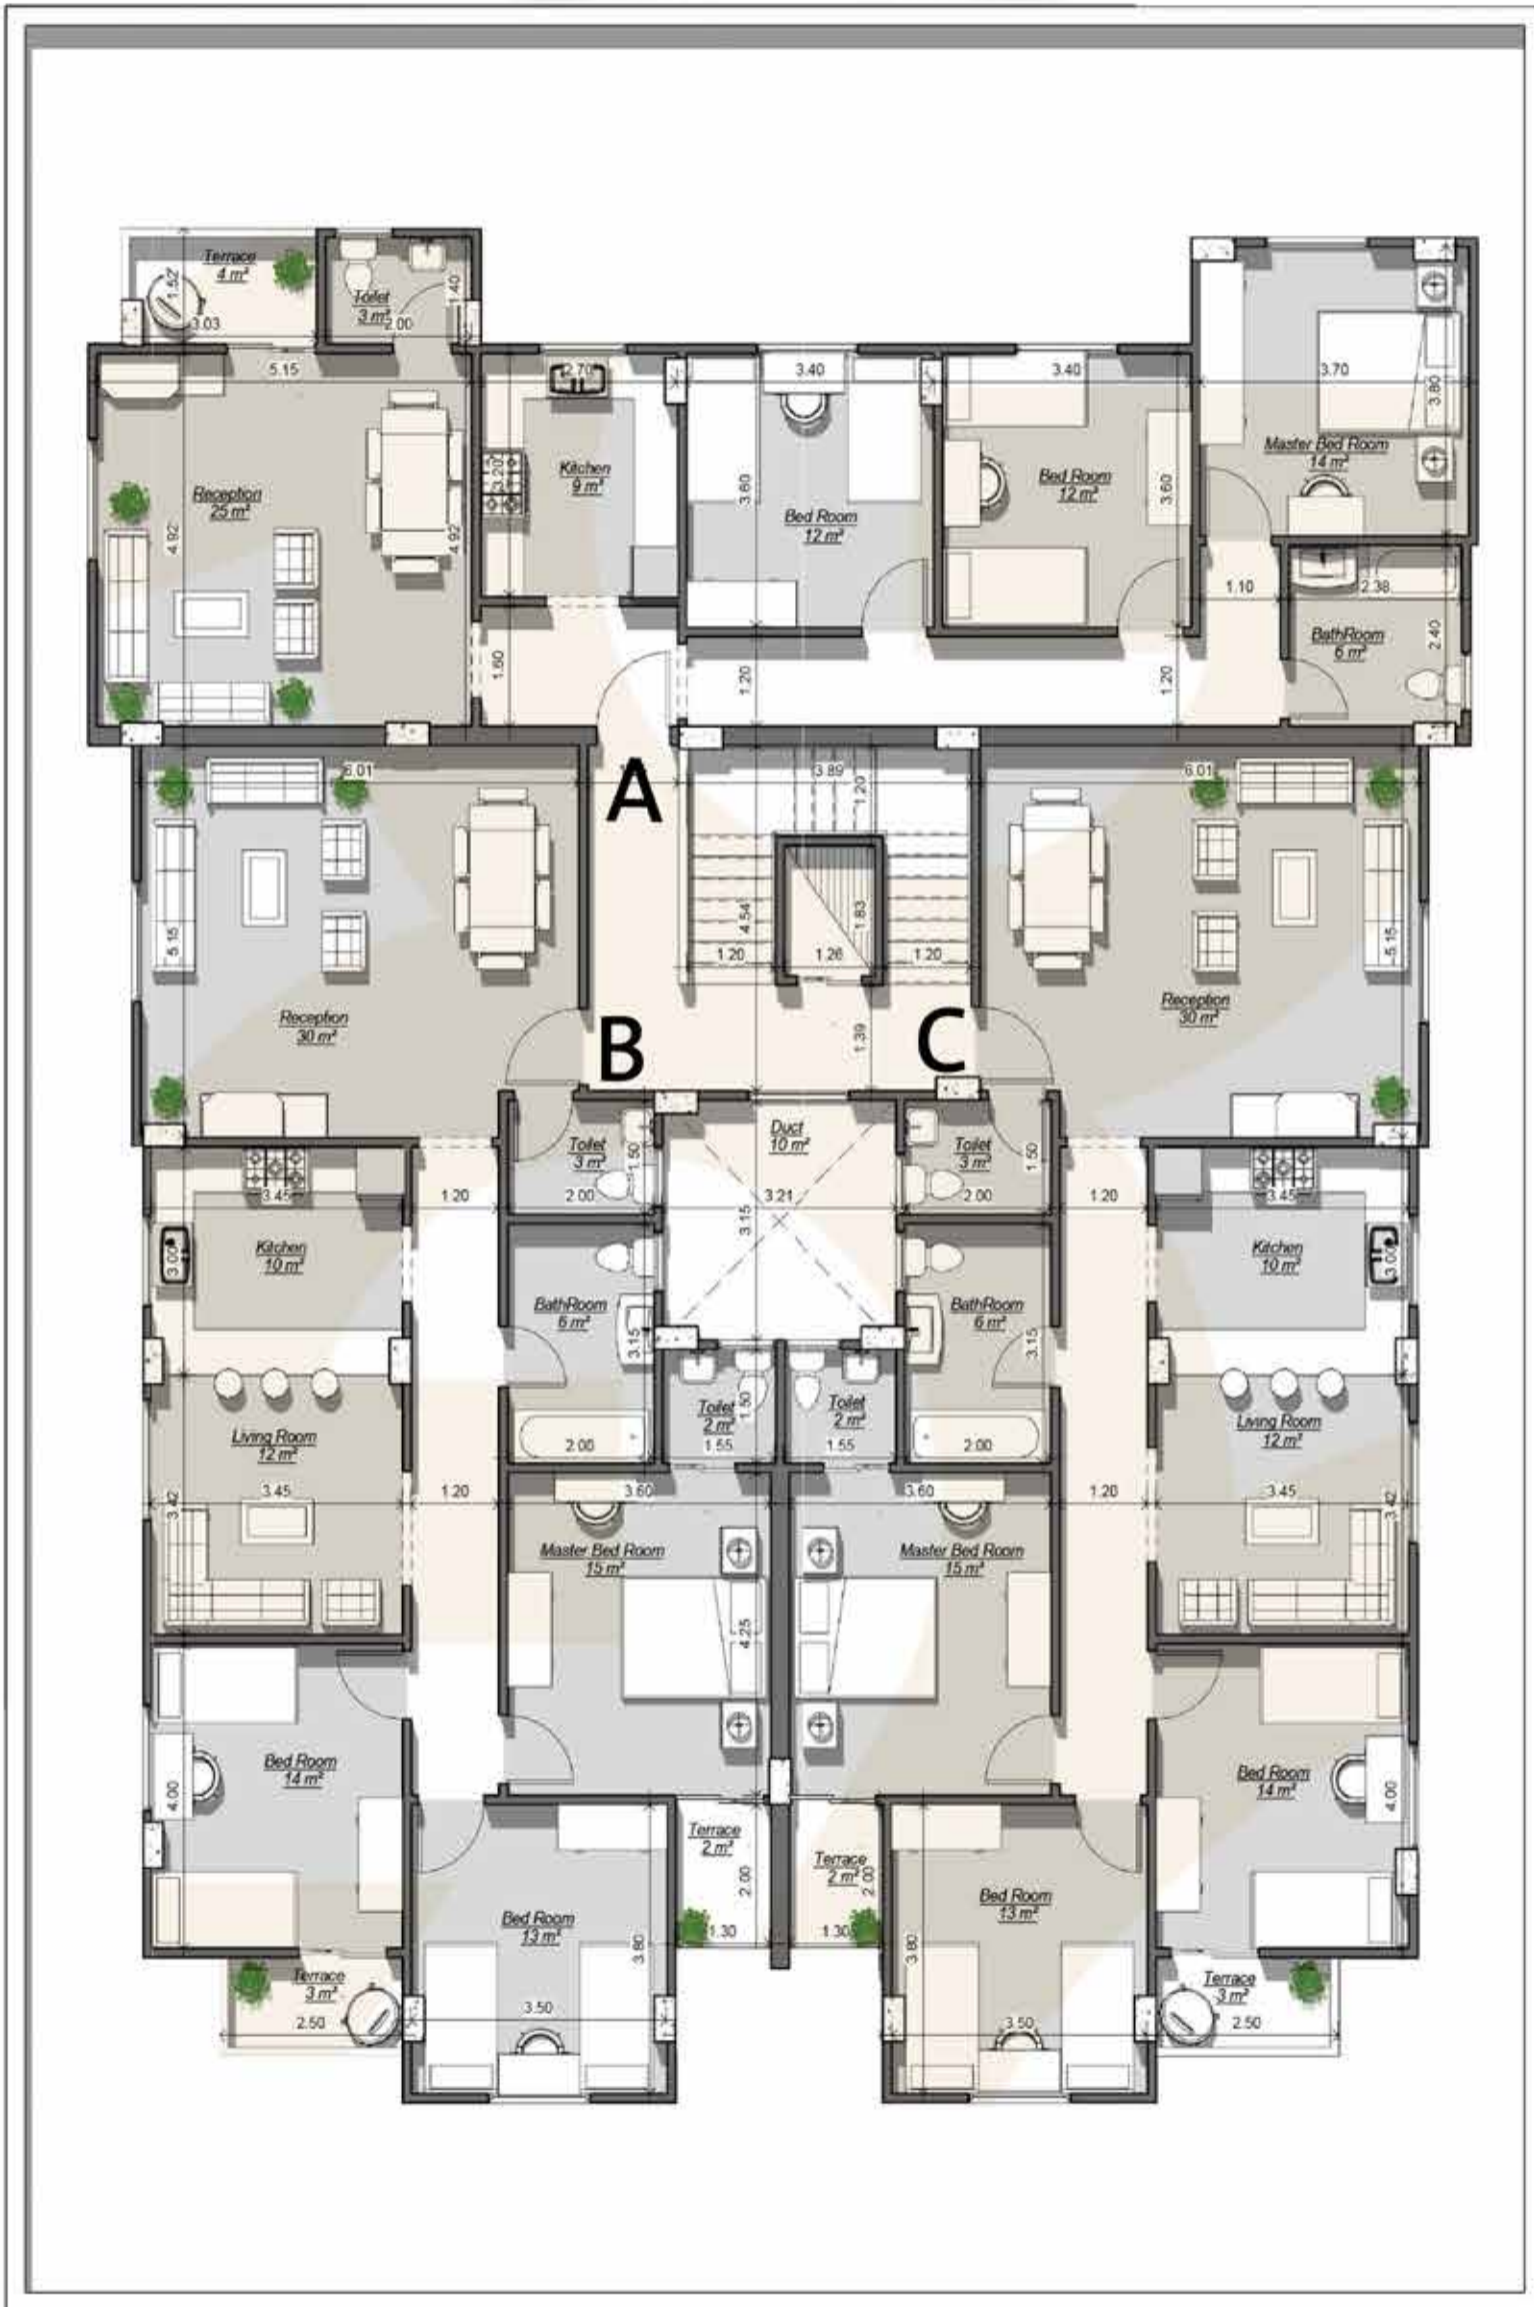 Terrace
4 m²
1.52
3.03
Toilet
3 m²
2.00
1.40
5.15
Reception
25 m²
4.92
4.92
2.70
3.20
Kitchen
9 m²
1.60
3.40
3.60
Bed Room
12 m²
3.40
Bed Room
12 m²
3.60
3.70
3.80
Master Bed Room
14 m²
1.10
2.38
BathRoom
6 m²
2.40
1.20
1.20
A
6.01
5.15
Reception
30 m²
3.89
1.20
4.54
1.83
1.20
1.26
1.20
1.39
B
C
6.01
5.15
Reception
30 m²
Toilet
3 m²
1.50
2.00
Duct
10 m²
3.21
3.15
Toilet
3 m²
1.50
2.00
3.45
1.20
3.00
Kitchen
10 m²
BathRoom
6 m²
3.15
2.00
BathRoom
6 m²
3.15
2.00
1.20
3.45
Kitchen
10 m²
3.00
Living Room
12 m²
3.45
3.42
1.20
Toilet
2 m²
1.50
1.55
Toilet
2 m²
1.55
Living Room
12 m²
1.20
3.45
3.42
3.60
Master Bed Room
15 m²
4.25
3.60
Master Bed Room
15 m²
Bed Room
14 m²
4.00
Bed Room
14 m²
4.00
Terrace
2 m²
2.00
1.30
Terrace
2 m²
2.00
1.30
Bed Room
13 m²
3.80
3.50
Bed Room
13 m²
3.80
3.50
Terrace
3 m²
2.50
Terrace
3 m²
2.50